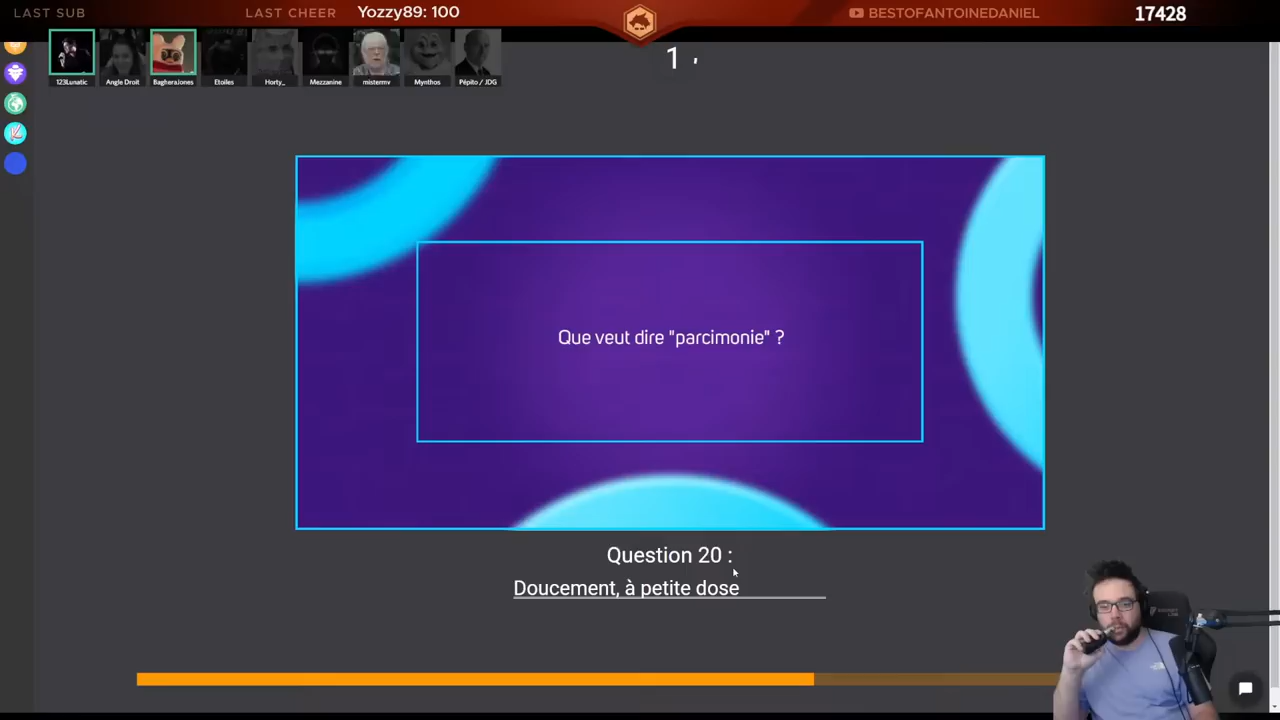 LAST SUB
LAST CHEER
Yozzy89: 100
BESTOFANTOINEDANIEL
17428
123Lunatic
Angle Droit
BagheraJones
Etoiles
Horty_
Mezzanine
mistermv
Mynthos
Pépito / JDG
1
Que veut dire "parcimonie" ?
Question 20 :
Doucement, à petite dose